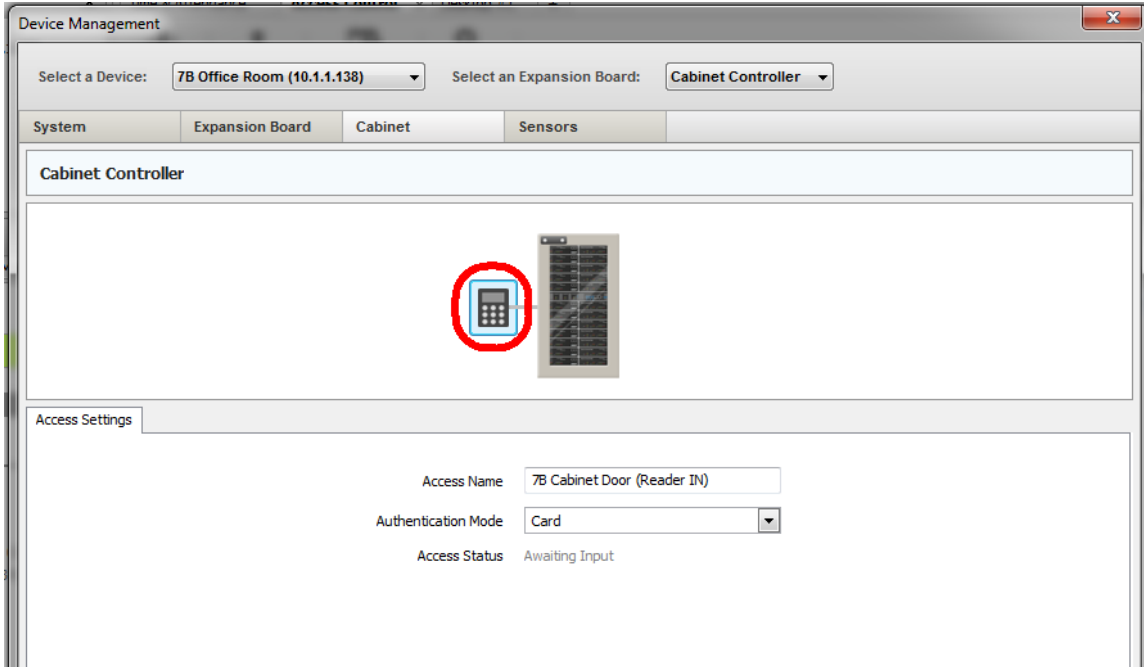 Device Management
Select a Device: 7B Office Room (10.1.1.138) Select an Expansion Board: Cabinet Controller
System Expansion Board Cabinet Sensors
Cabinet Controller
Access Settings
Access Name 7B Cabinet Door (Reader IN)
Authentication Mode Card
Access Status Awaiting Input